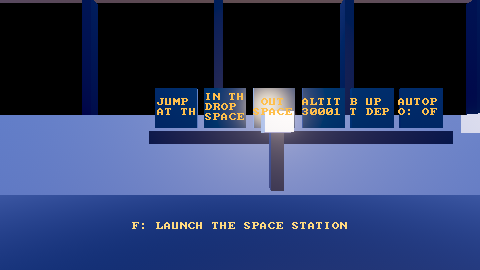 JUMP
AT TH
IN TH
DROP
SPACE
OUT
SPACE
ALTIT
30001
B UP
T DEP
AUTOP
O: OF
F: LAUNCH THE SPACE STATION